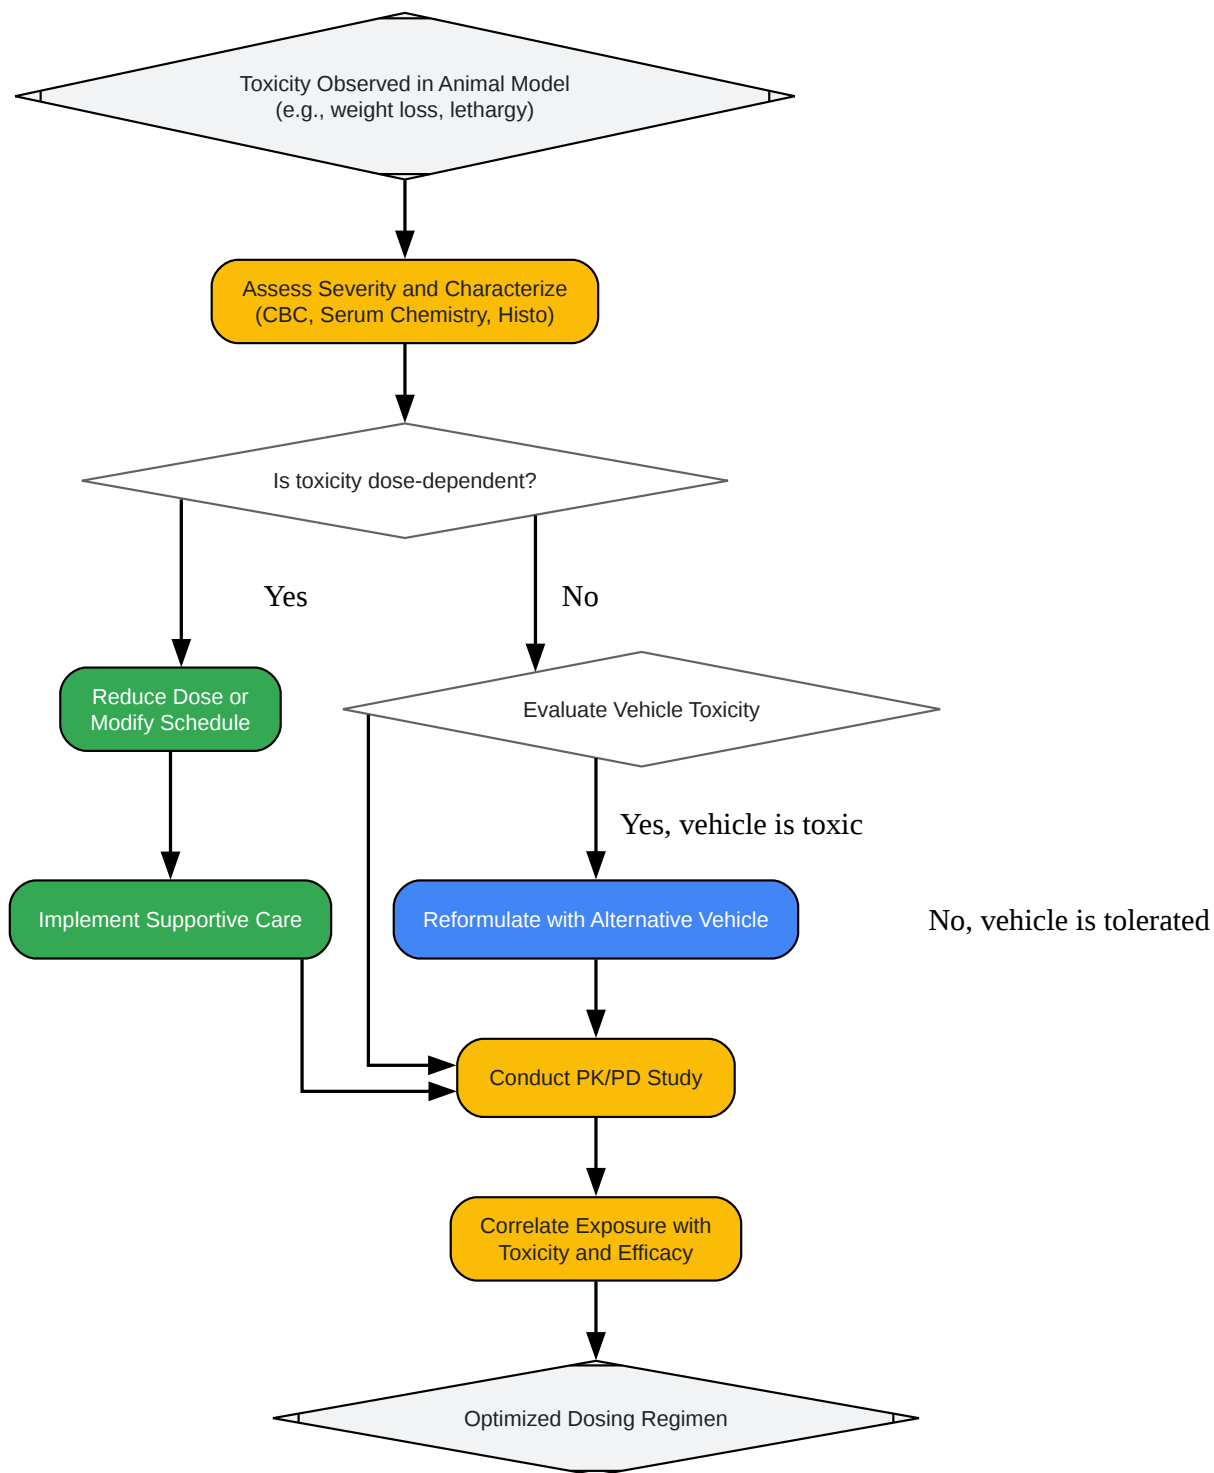 Toxicity Observed in Animal Model
(e.g., weight loss, lethargy)
Assess Severity and Characterize
(CBC, Serum Chemistry, Histo)
Is toxicity dose-dependent?
Yes
No
Reduce Dose or
Modify Schedule
Evaluate Vehicle Toxicity
Yes, vehicle is toxic
Implement Supportive Care
Reformulate with Alternative Vehicle
No, vehicle is tolerated
Conduct PK/PD Study
Correlate Exposure with
Toxicity and Efficacy
Optimized Dosing Regimen